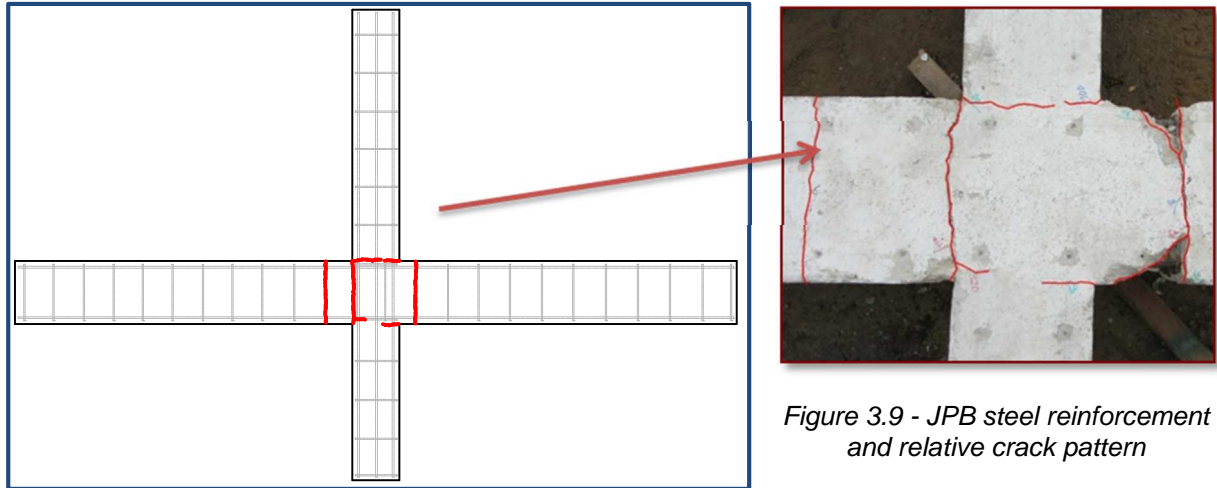 Figure 3.9 - JPB steel reinforcement
and relative crack pattern